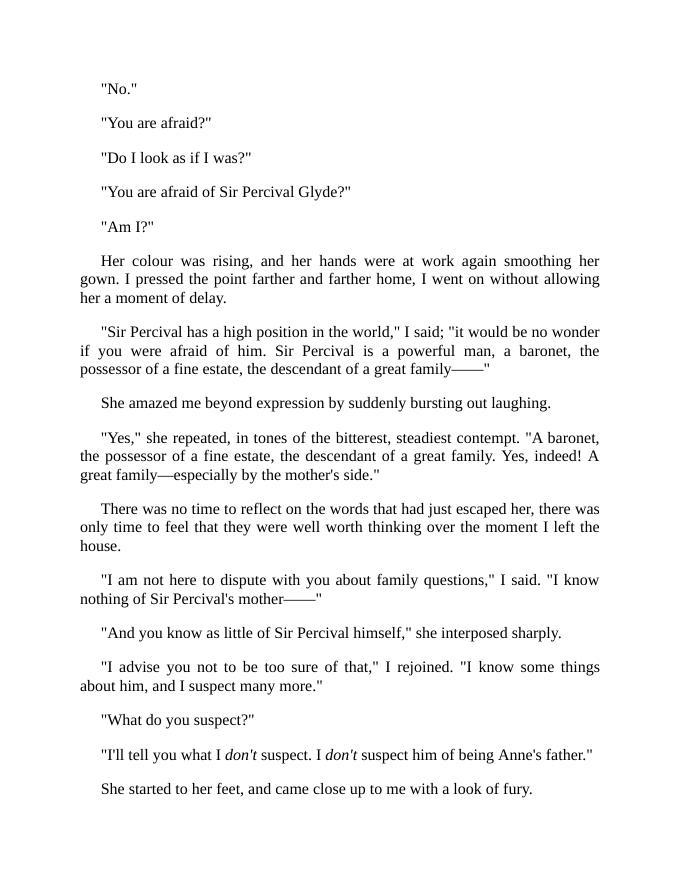 "No."
"You are afraid?"
"Do I look as if I was?"
"You are afraid of Sir Percival Glyde?"
"Am I?"
Her colour was rising, and her hands were at work again smoothing her
gown. I pressed the point farther and farther home, I went on without allowing
her a moment of delay.
"Sir Percival has a high position in the world," I said; "it would be no wonder
if you were afraid of him. Sir Percival is a powerful man, a baronet, the
possessor of a fine estate, the descendant of a great family——"
She amazed me beyond expression by suddenly bursting out laughing.
"Yes," she repeated, in tones of the bitterest, steadiest contempt. "A baronet,
the possessor of a fine estate, the descendant of a great family. Yes, indeed! A
great family—especially by the mother's side."
There was no time to reflect on the words that had just escaped her, there was
only time to feel that they were well worth thinking over the moment I left the
house.
"I am not here to dispute with you about family questions," I said. "I know
nothing of Sir Percival's mother——"
"And you know as little of Sir Percival himself," she interposed sharply.
"I advise you not to be too sure of that," I rejoined. "I know some things
about him, and I suspect many more."
"What do you suspect?"
"I'll tell you what I don't suspect. I don't suspect him of being Anne's father."
She started to her feet, and came close up to me with a look of fury.